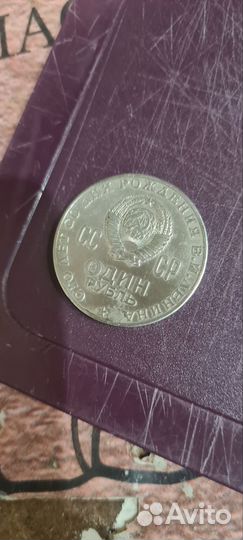 СТО ЛЕТ СО ДНЯ РОЖДЕНИЯ В.И.ЛЕНИНА
СС СР
ОДИН
РУБЛЬ
Avito